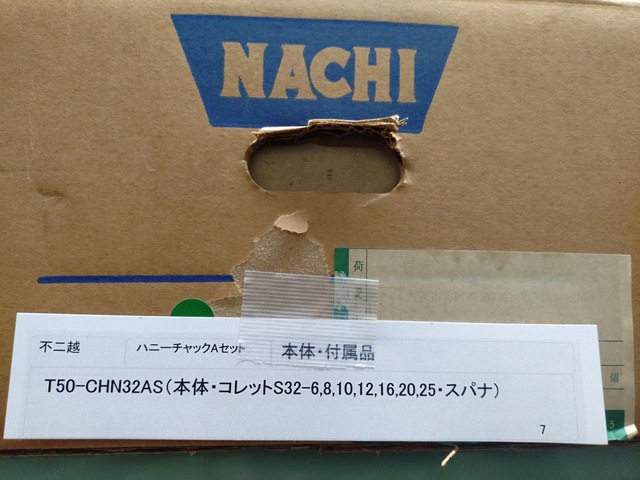 NACHI
荷
不二越 ハニーチャックAセット 本体・付属品
T50-CHN32AS(本体・コレットS32-6,8,10,12,16,20,25・スパナ)
7
個
5